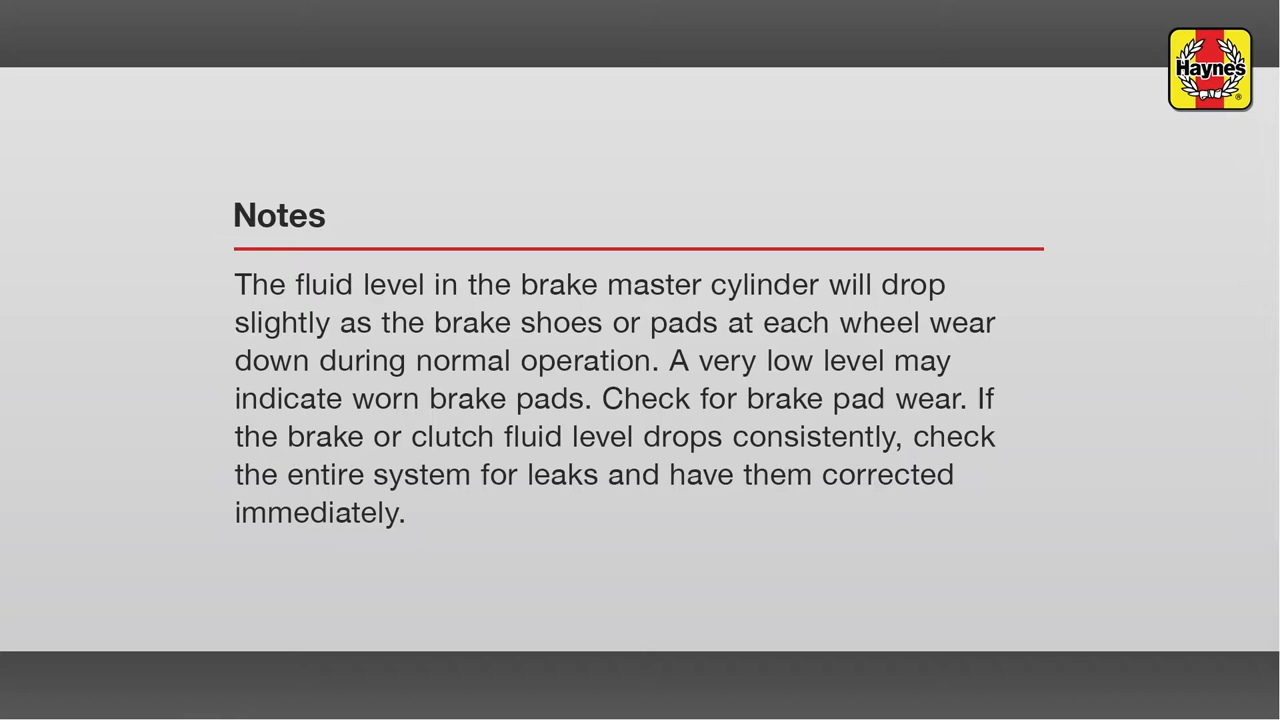 Haynes
®
Notes
The fluid level in the brake master cylinder will drop
slightly as the brake shoes or pads at each wheel wear
down during normal operation. A very low level may
indicate worn brake pads. Check for brake pad wear. If
the brake or clutch fluid level drops consistently, check
the entire system for leaks and have them corrected
immediately.